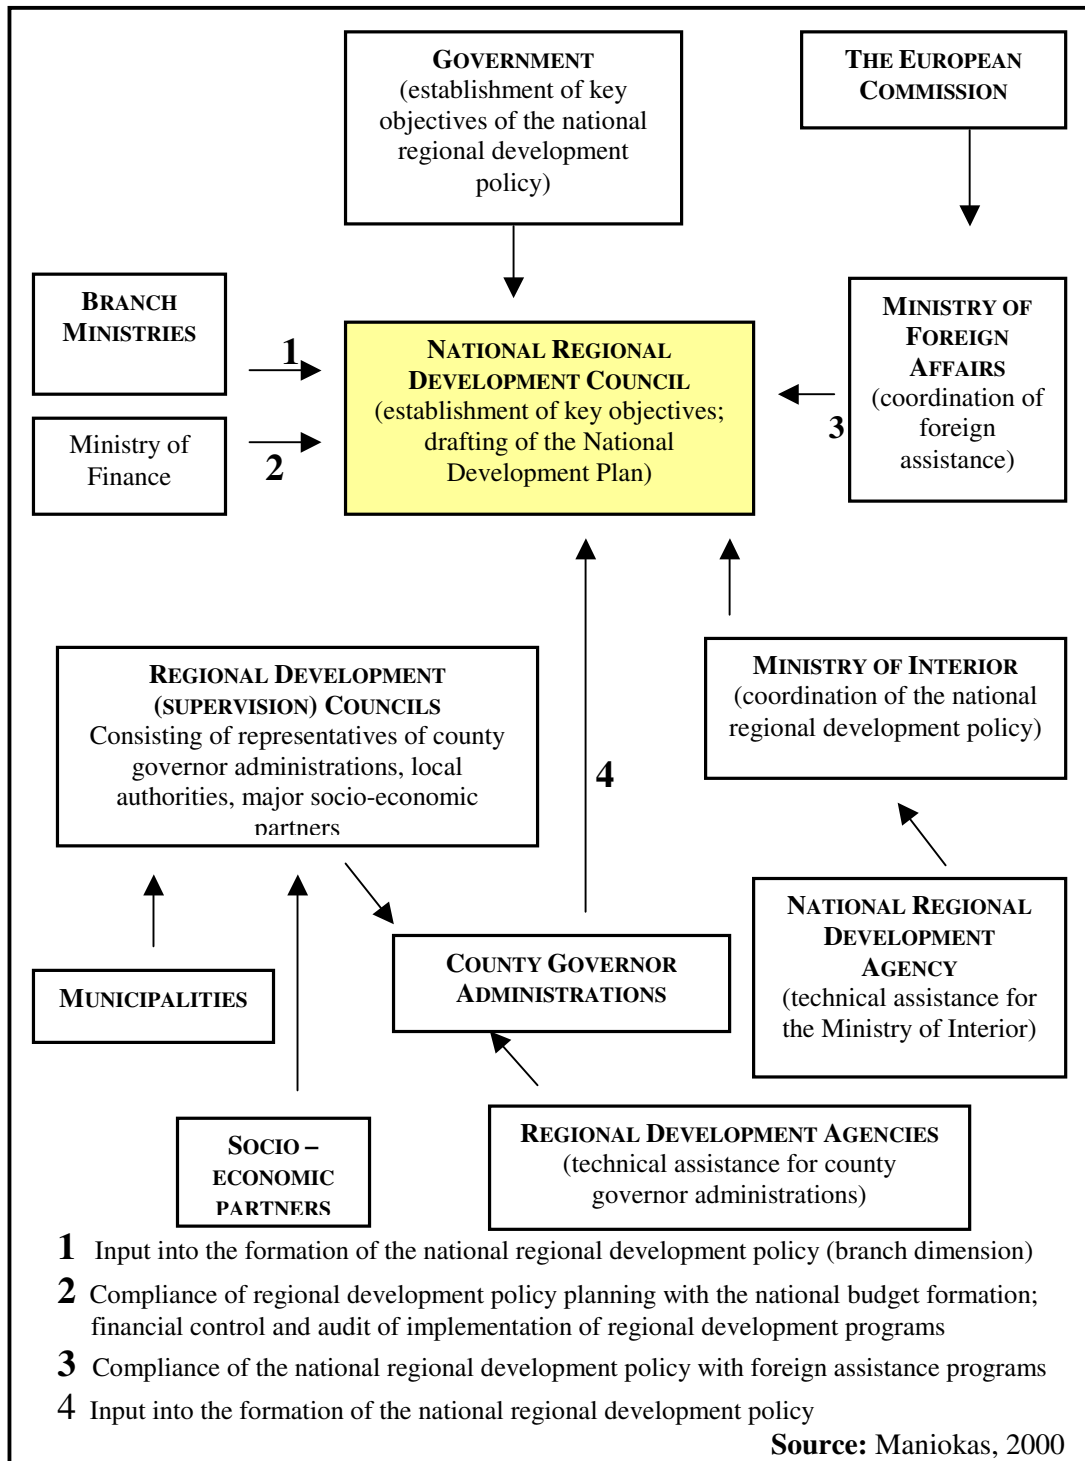 GOVERNMENT
(establishment of key
objectives of the national
regional development
policy)
THE EUROPEAN
COMMISSION
BRANCH
MINISTRIES
1
NATIONAL REGIONAL
DEVELOPMENT COUNCIL
(establishment of key objectives;
drafting of the National
Development Plan)
MINISTRY OF
FOREIGN
AFFAIRS
(coordination of
foreign
assistance)
3
Ministry of
Finance
2
REGIONAL DEVELOPMENT
(SUPERVISION) COUNCILS
Consisting of representatives of county
governor administrations, local
authorities, major socio-economic
partners
4
MINISTRY OF INTERIOR
(coordination of the national
regional development policy)
MUNICIPALITIES
COUNTY GOVERNOR
ADMINISTRATIONS
NATIONAL REGIONAL
DEVELOPMENT
AGENCY
(technical assistance for
the Ministry of Interior)
SOCIO –
ECONOMIC
PARTNERS
REGIONAL DEVELOPMENT AGENCIES
(technical assistance for county
governor administrations)
1 Input into the formation of the national regional development policy (branch dimension)
2 Compliance of regional development policy planning with the national budget formation;
financial control and audit of implementation of regional development programs
3 Compliance of the national regional development policy with foreign assistance programs
4 Input into the formation of the national regional development policy
Source: Maniokas, 2000